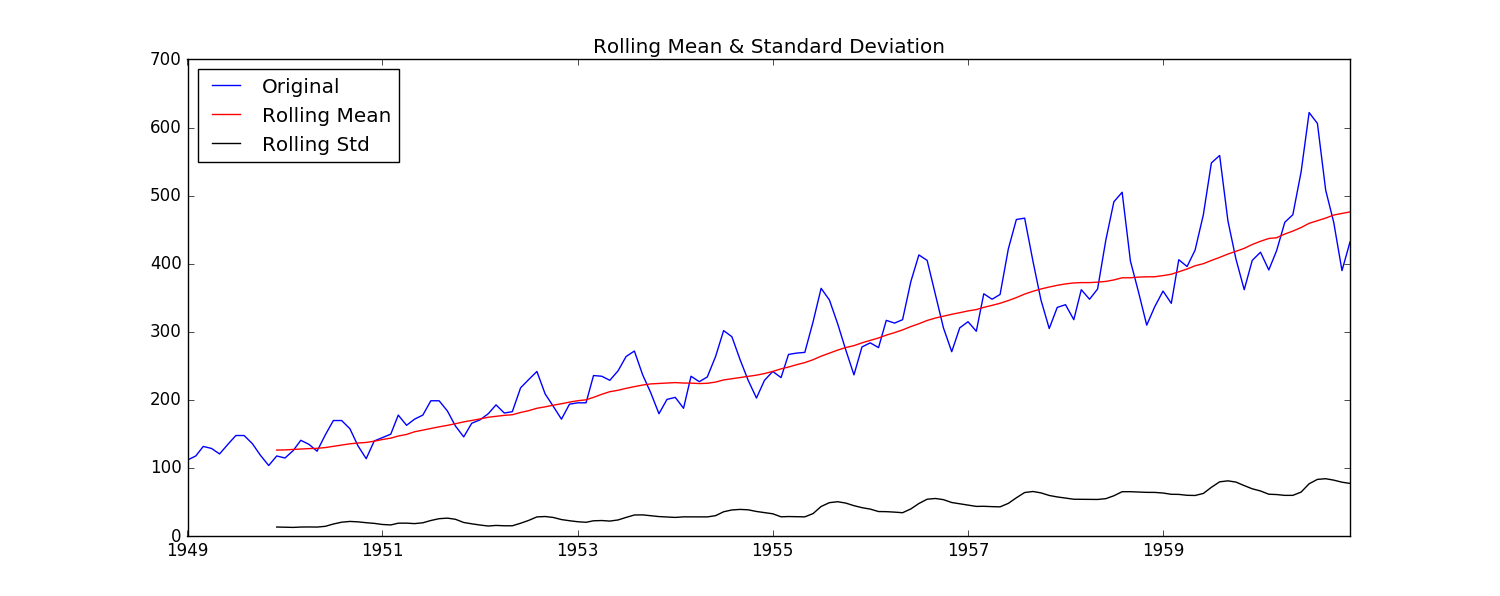 Rolling Mean & Standard Deviation
700
600
500
400
300
200
100
0
Original
Rolling Mean
Rolling Std
1949 1951 1953 1955 1957 1959